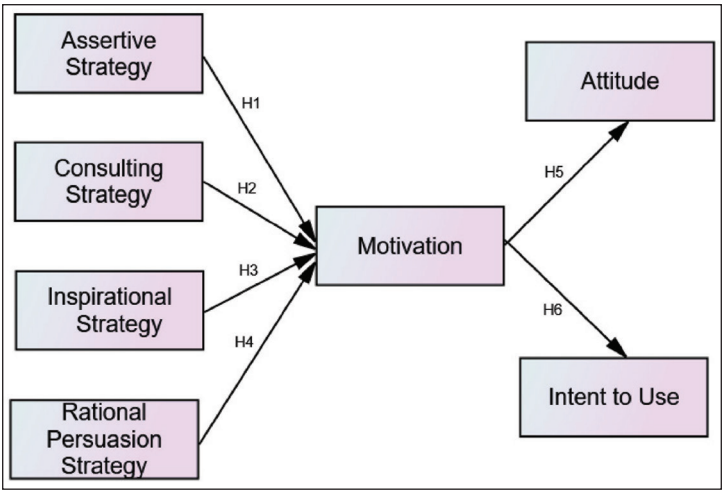 Assertive
Strategy
H1
Consulting
Strategy
H2
Inspirational
Strategy
H3
Rational
Persuasion
Strategy
H4
Motivation
H5
Attitude
H6
Intent to Use